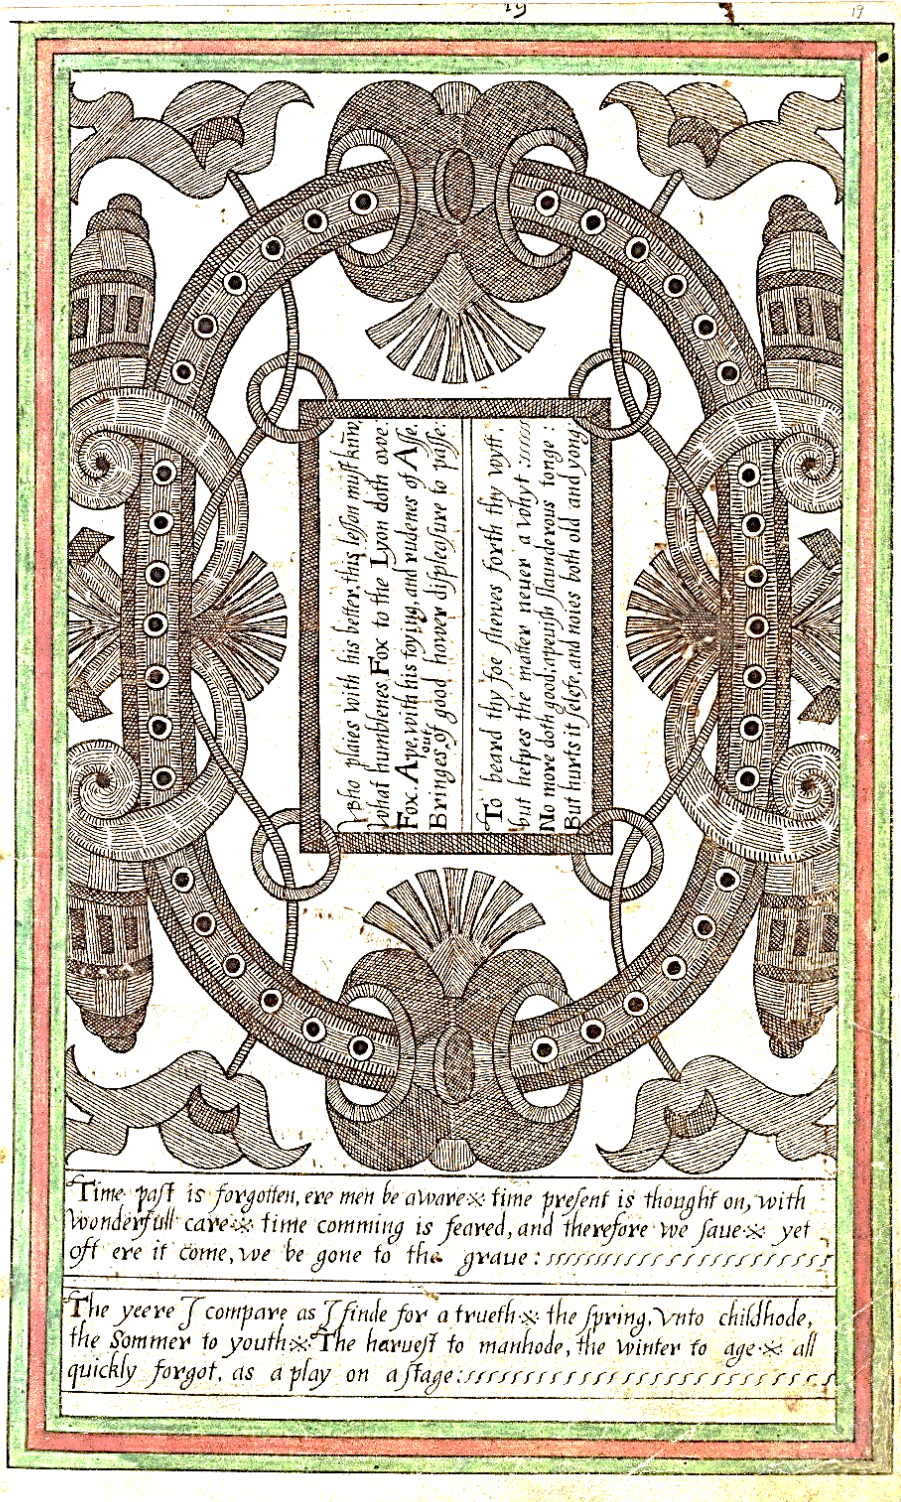 19
19
Who plaies with his better, this leſſon muſt
What humblenes Fox to the Lyon doth owe.
Fox. Ape, with his toying, and rudenes of Aſſe,
Bringes out of good hower diſpleaſure to paſſe:
To beard thy foe ſhewes forth thy wytt,
but helpes the matter neuer a whyt :
No more doth good, apeuſh ſlaunderous tonge :
But hurts it ſelefe, and noies both old and yong
Time paſt is forgotten, ere men be aware※ time preſent is thought on, with
wonderfull care※ time comming is feared, and therefore we ſaue※ yet
oft ere it come, we be gone to the graue :
The yeere I compare as I finde for a trueth※ the ſpring, Vnto childhode,
the Sommer to youth※ The harueſt to manhode, the winter to age※ all
quickly forgot, as a play on a ſtage: